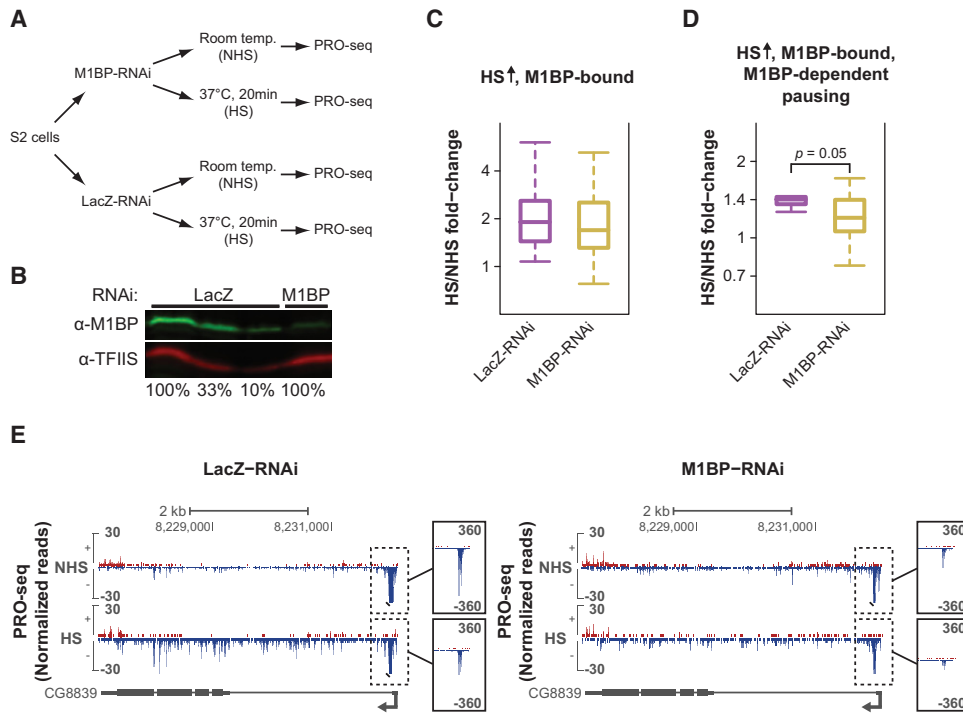 A
S2 cells
M1BP-RNAi
LacZ-RNAi
Room temp.
(NHS)
PRO-seq
37°C, 20min
(HS)
PRO-seq
Room temp.
(NHS)
PRO-seq
37°C, 20min
(HS)
PRO-seq
B
RNAi:
LacZ
M1BP
α-M1BP
α-TFIIS
100%
33%
10%
100%
C
HS↑, M1BP-bound
HS/NHS fold−change
4
2
1
LacZ-RNAi
M1BP-RNAi
D
HS↑, M1BP-bound,
M1BP-dependent
pausing
HS/NHS fold−change
2
1.4
1
0.7
p = 0.05
LacZ-RNAi
M1BP-RNAi
E
LacZ−RNAi
2 kb
8,229,000
8,231,000
PRO-seq
(Normalized reads)
30
+
NHS
-
-30
30
+
HS
-
-30
360
-360
360
-360
CG8839
M1BP−RNAi
2 kb
8,229,000
8,231,000
PRO-seq
(Normalized reads)
30
+
NHS
-
-30
30
+
HS
-
-30
360
-360
360
-360
CG8839